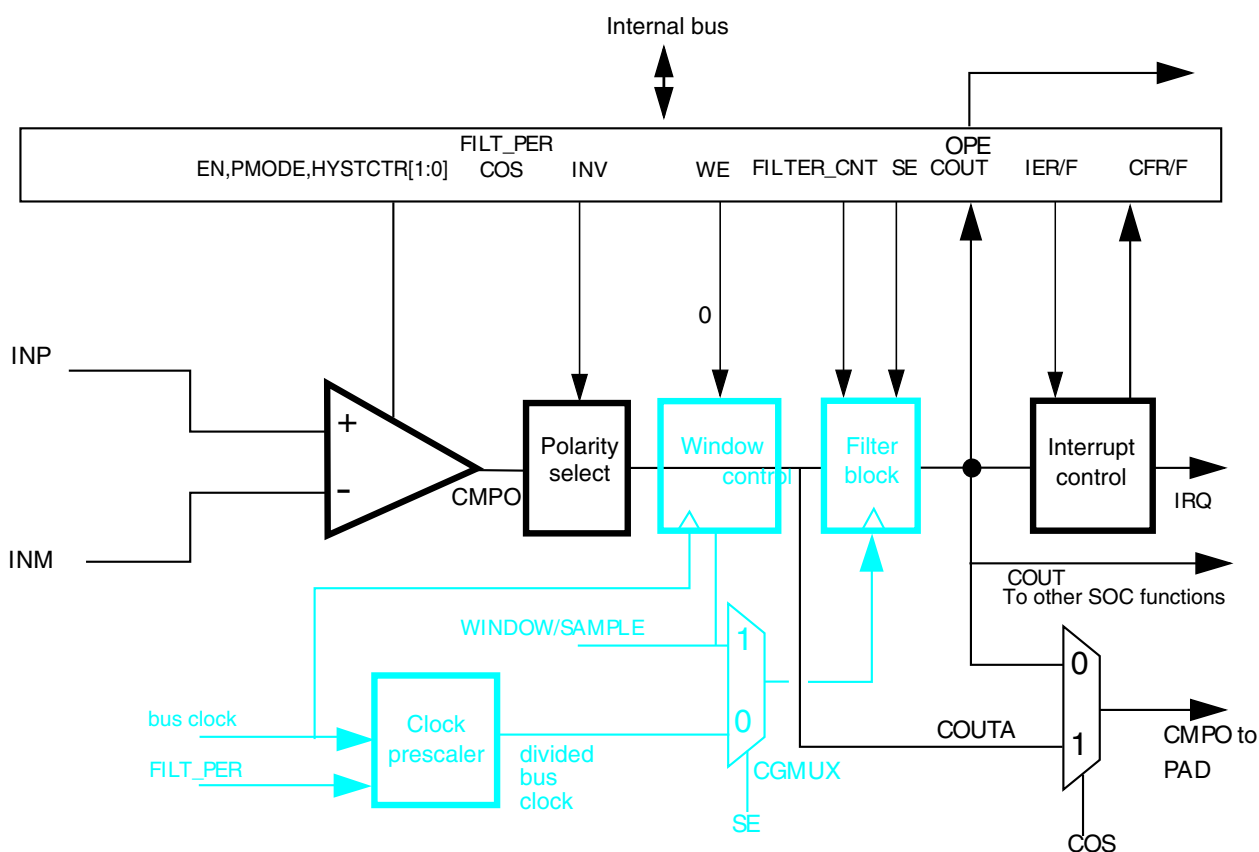 Internal bus
FILT_PER
OPE
EN,PMODE,HYSTCTR[1:0]
COS
INV
WE
FILTER_CNT
SE
COUT
IER/F
CFR/F
0
INP
+
-
INM
CMPO
Polarity
select
Window
control
Filter
block
Interrupt
control
IRQ
COUT
To other SOC functions
WINDOW/SAMPLE
1
0
bus clock
FILT_PER
Clock
prescaler
divided
bus
clock
CGMUX
SE
COUTA
0
1
CMPO to
PAD
COS